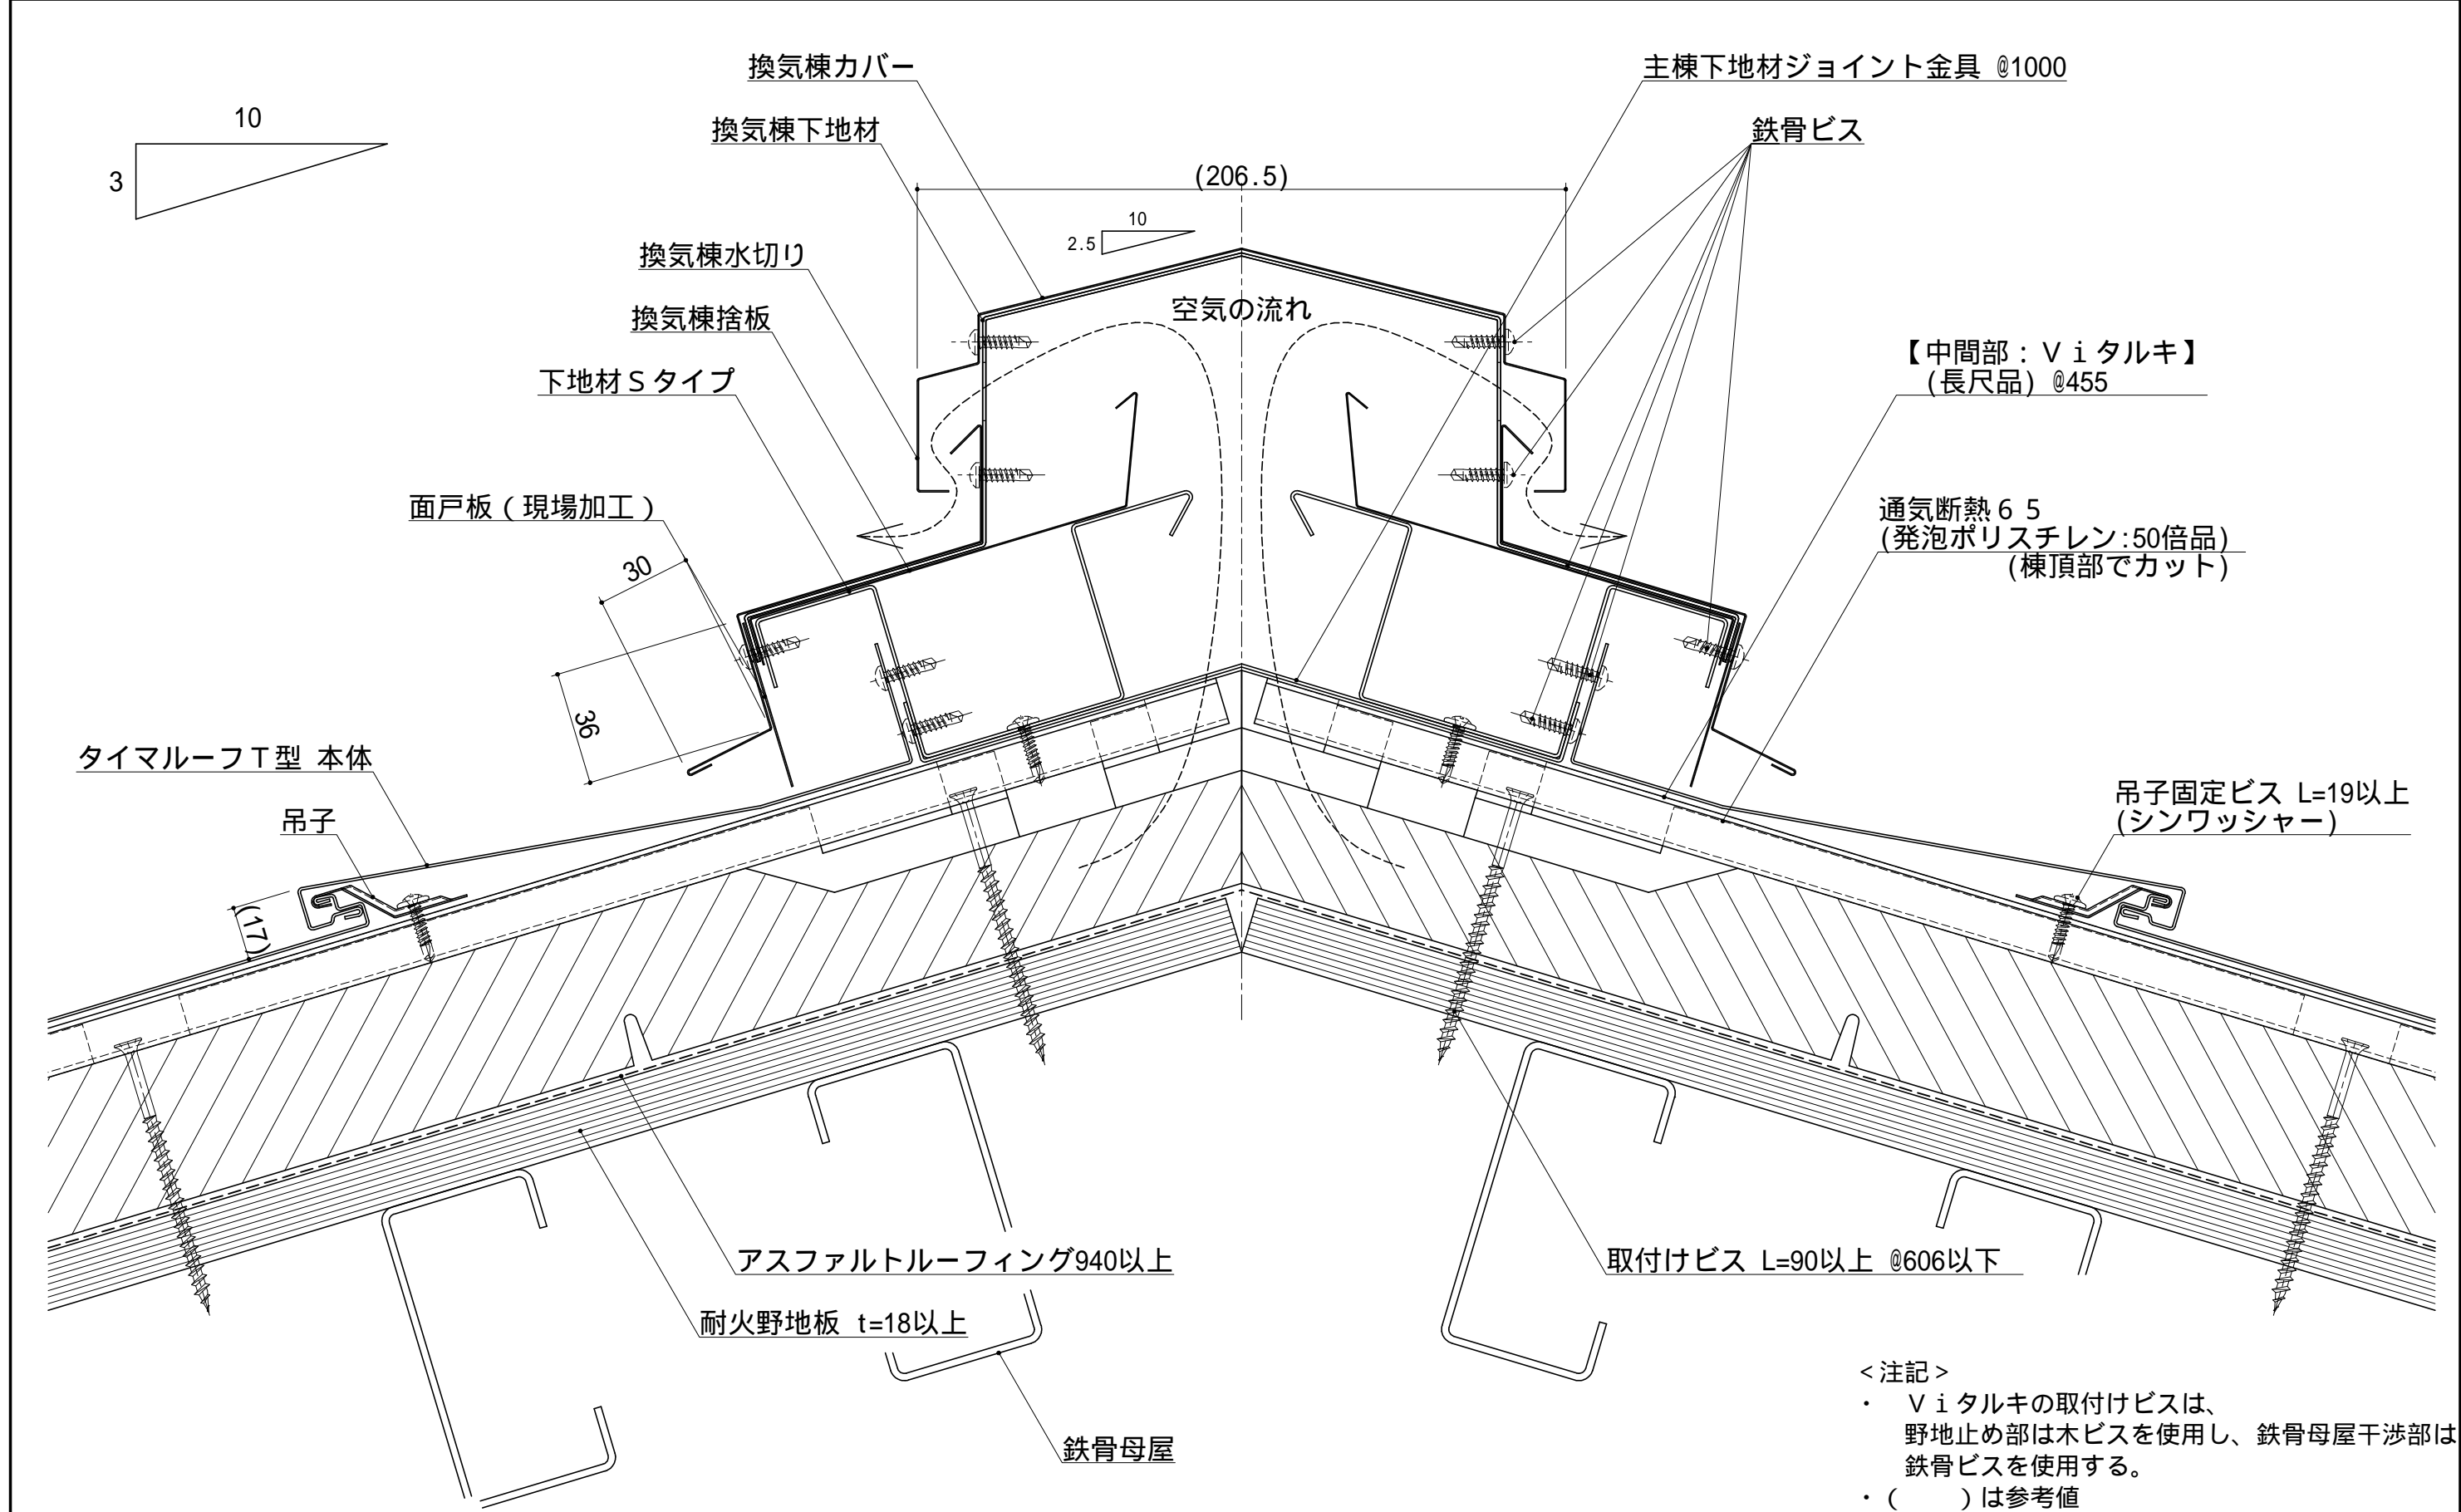 換気棟カバー
主棟下地材ジョイント金具 @1000
10
換気棟下地材
鉄骨ビス
3
(206.5)
10
2.5
換気棟水切り
空気の流れ
換気棟捨板
【中間部：Ｖｉタルキ】
(長尺品) @455
下地材Ｓタイプ
面戸板（現場加工）
通気断熱６５
(発泡ポリスチレン:50倍品)
(棟頂部でカット)
30
36
タイマルーフＴ型 本体
吊子
吊子固定ビス L=19以上
(シンワッシャー)
(17)
アスファルトルーフィング940以上
取付けビス L=90以上 @606以下
耐火野地板 t=18以上
鉄骨母屋
＜注記＞
・ Ｖｉタルキの取付けビスは、
野地止め部は木ビスを使用し、鉄骨母屋干渉部は
鉄骨ビスを使用する。
・（　　）は参考値